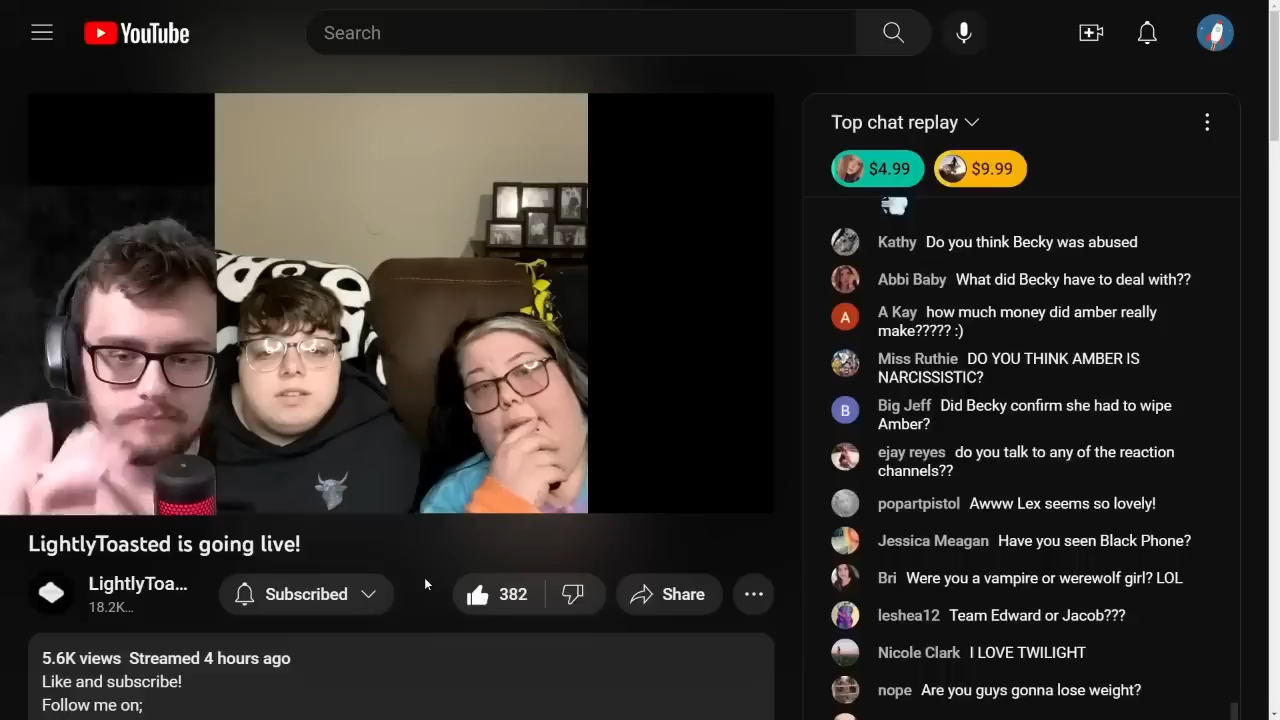 YouTube
Search
Top chat replay
$4.99
$9.99
Kathy Do you think Becky was abused
Abbi Baby What did Becky have to deal with??
A
A Kay how much money did amber really
make????? :)
Miss Ruthie DO YOU THINK AMBER IS
NARCISSISTIC?
B
Big Jeff Did Becky confirm she had to wipe
Amber?
ejay reyes do you talk to any of the reaction
channels??
popartpistol Awww Lex seems so lovely!
Jessica Meagan Have you seen Black Phone?
Bri Were you a vampire or werewolf girl? LOL
leshea12 Team Edward or Jacob???
Nicole Clark I LOVE TWILIGHT
nope Are you guys gonna lose weight?
LightlyToasted is going live!
LightlyToa...
18.2K...
Subscribed
382
Share
5.6K views Streamed 4 hours ago
Like and subscribe!
Follow me on;